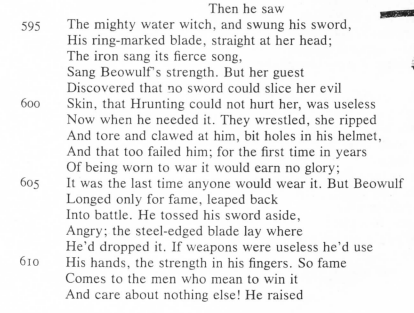 Then he saw
595 The mighty water witch, and swung his sword,
His ring-marked blade, straight at her head;
The iron sang its fierce song,
Sang Beowulf's strength. But her guest
Discovered that no sword could slice her evil
600 Skin, that Hrunting could not hurt her, was useless
Now when he needed it. They wrestled, she ripped
And tore and clawed at him, bit holes in his helmet,
And that too failed him; for the first time in years
Of being worn to war it would earn no glory;
605 It was the last time anyone would wear it. But Beowulf
Longed only for fame, leaped back
Into battle. He tossed his sword aside,
Angry; the steel-edged blade lay where
He'd dropped it. If weapons were useless he'd use
610 His hands, the strength in his fingers. So fame
Comes to the men who mean to win it
And care about nothing else! He raised